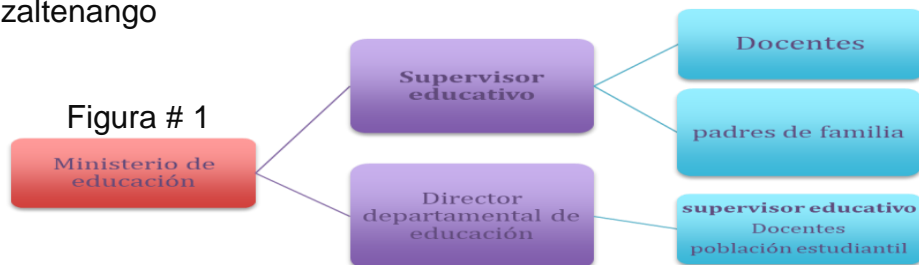 zaltenango
Figura # 1
Ministerio de
educación
Supervisor
educativo
Director
departamental de
educación
Docentes
padres de familia
supervisor educativo
Docentes
población estudiantil